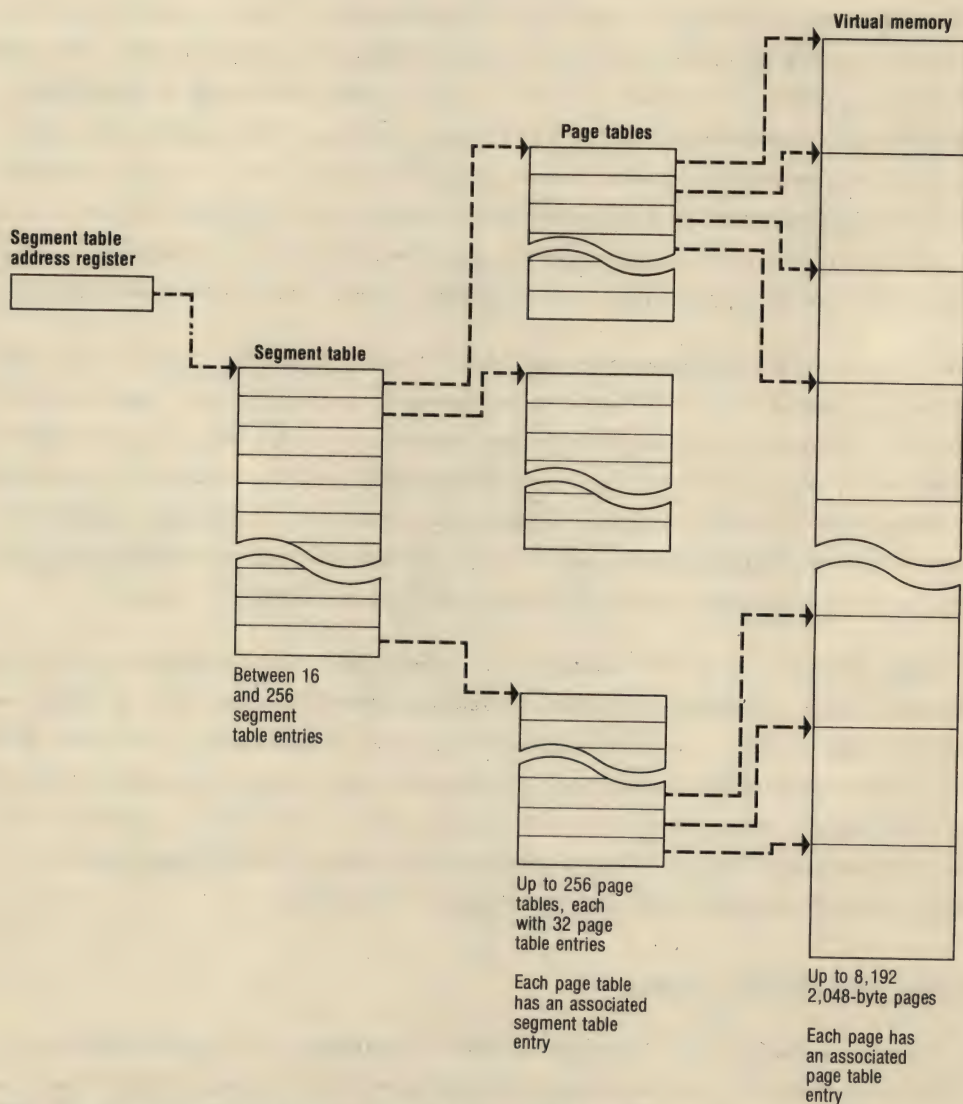 Virtual memory
Page tables
Segment table
address register
Segment table
Between 16
and 256
segment
table entries
Up to 256 page
tables, each
with 32 page
table entries
Each page table
has an associated
segment table
entry
Up to 8,192
2,048-byte pages
Each page has
an associated
page table
entry